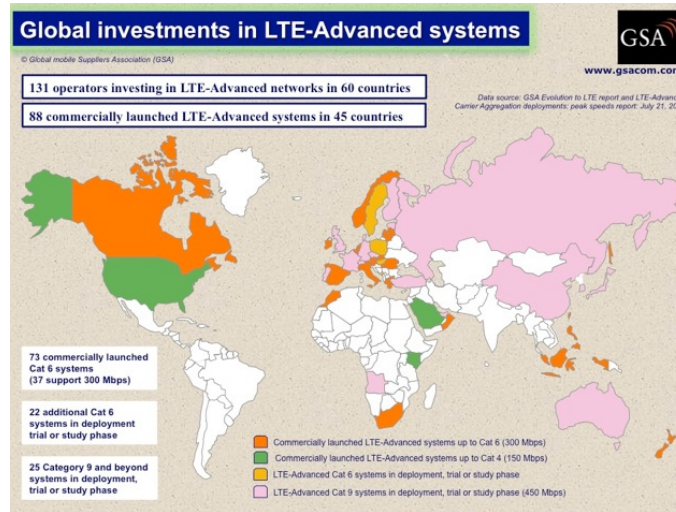 Global investments in LTE-Advanced systems
GSA
© Global mobile Suppliers Association (GSA)
www.gsacom.com
131 operators investing in LTE-Advanced networks in 60 countries
88 commercially launched LTE-Advanced systems in 45 countries
Data source: GSA Evolution to LTE report and LTE-Advanc
Carrier Aggregation deployments: peak speeds report: July 21, 20
73 commercially launched
Cat 6 systems
(37 support 300 Mbps)
22 additional Cat 6
systems in deployment
trial or study phase
25 Category 9 and beyond
systems in deployment,
trial or study phase
Commercially launched LTE-Advanced systems up to Cat 6 (300 Mbps)
Commercially launched LTE-Advanced systems up to Cat 4 (150 Mbps)
LTE-Advanced Cat 6 systems in deployment, trial or study phase
LTE-Advanced Cat 9 systems in deployment, trial or study phase (450 Mbps)